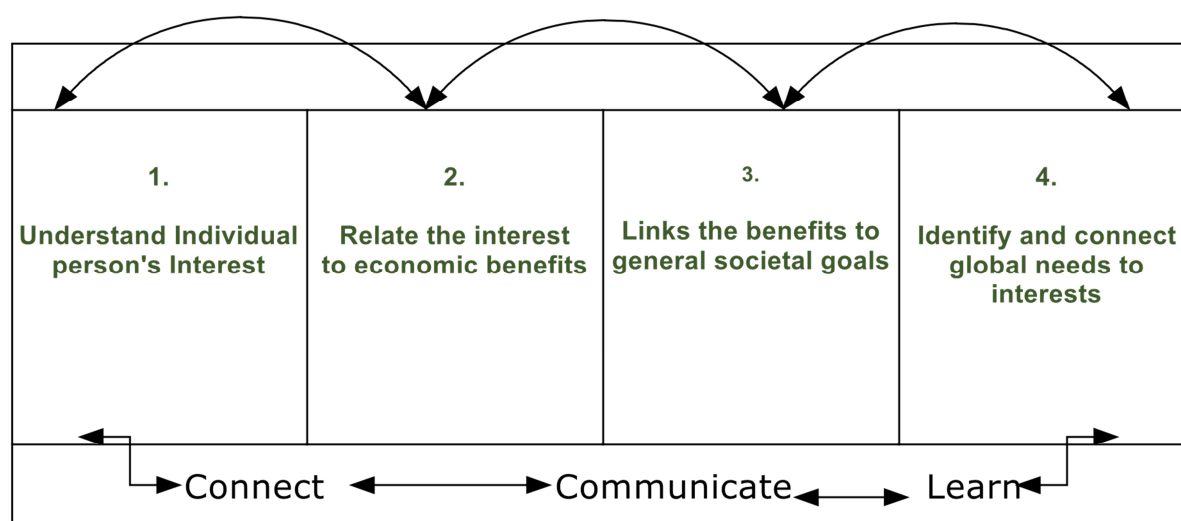 1.
Understand Individual
person's Interest
2.
Relate the interest
to economic benefits
3.
Links the benefits to
general societal goals
4.
Identify and connect
global needs to
interests
Connect
Communicate
Learn